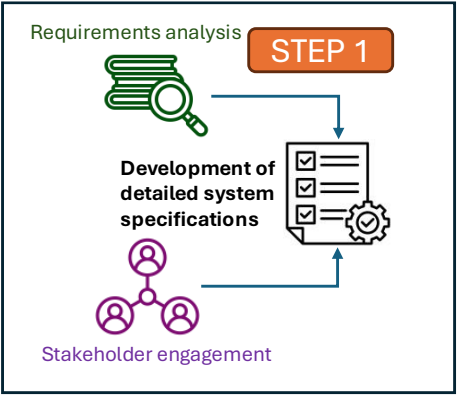 Requirements analysis
STEP 1
Development of
detailed system
specifications
Stakeholder engagement